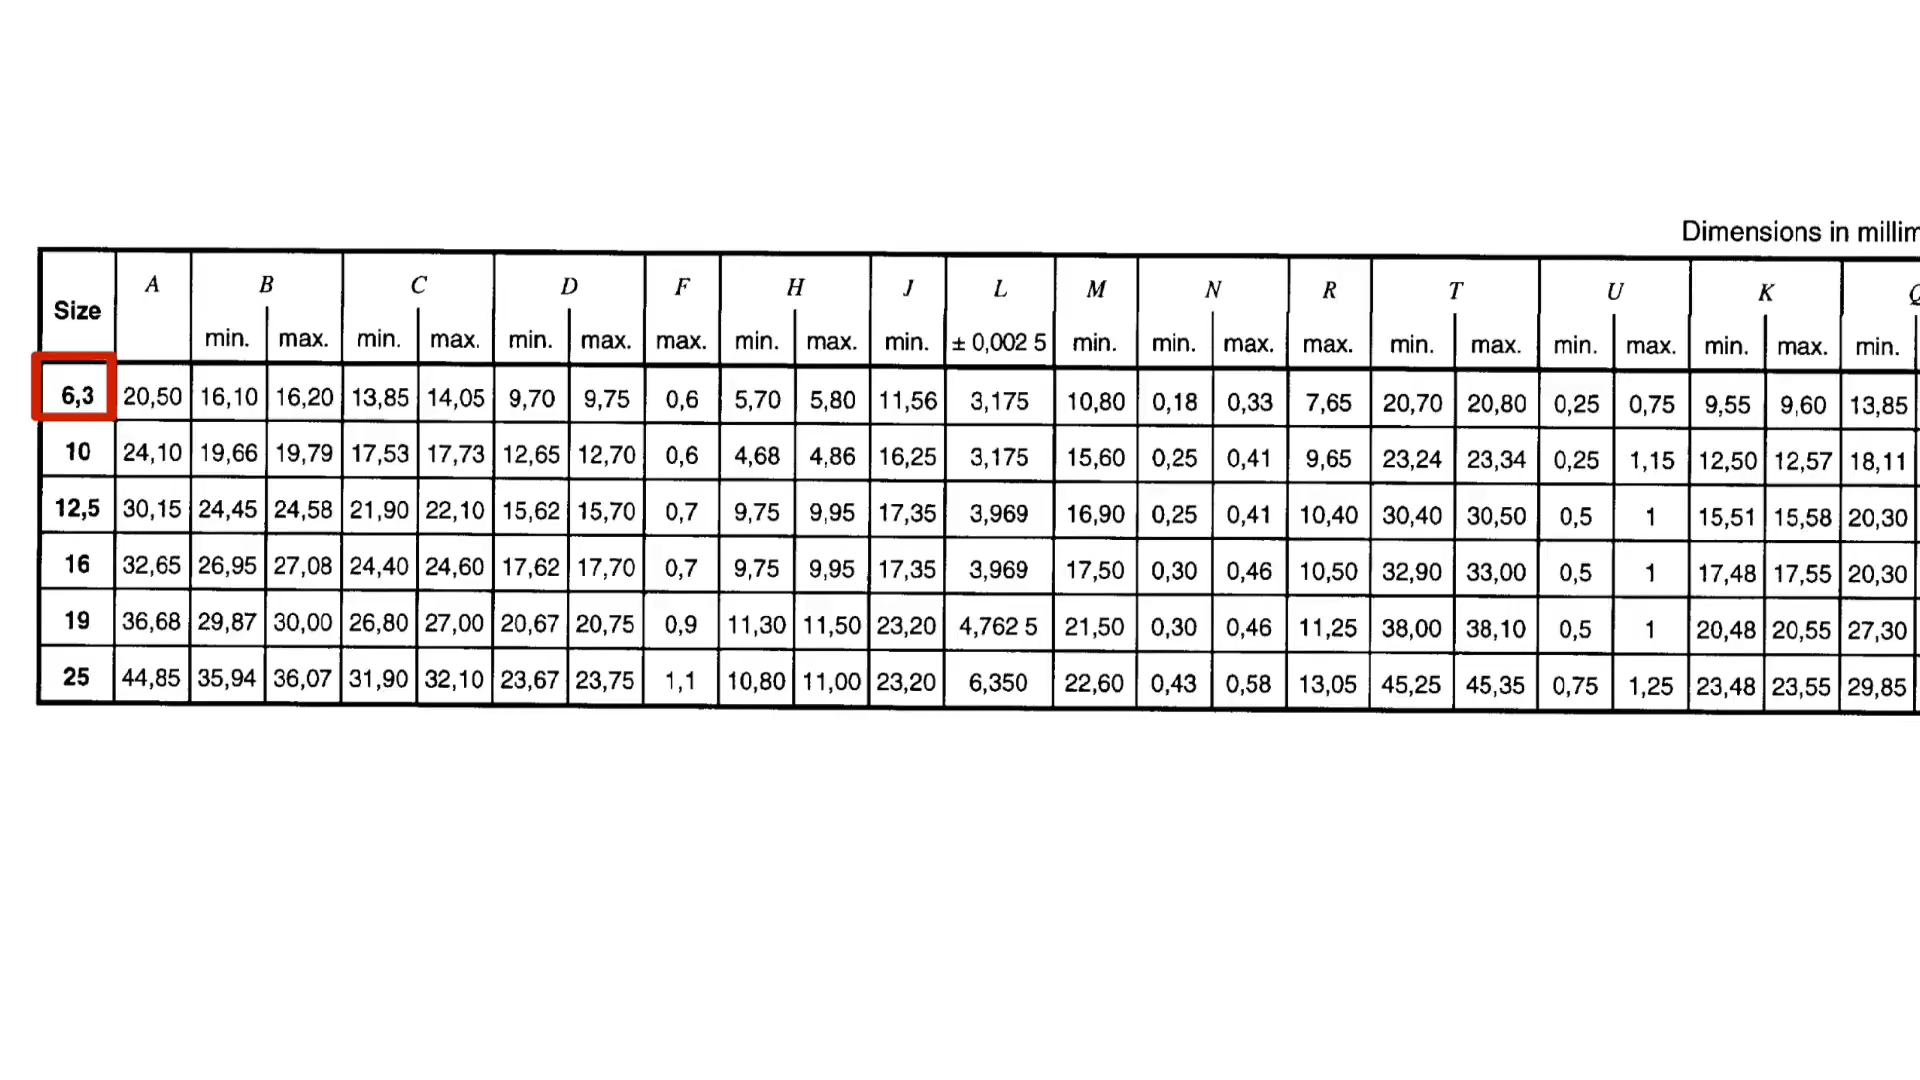 Dimensions in millim
Size A B C D F H J L M N R T U K Q
min. max. min. max. min. max. max. min. max. min. ± 0,002 5 min. min. max. max. min. max. min. max. min. max. min.
6,3 20,50 16,10 16,20 13,85 14,05 9,70 9,75 0,6 5,70 5,80 11,56 3,175 10,80 0,18 0,33 7,65 20,70 20,80 0,25 0,75 9,55 9,60 13,85
10 24,10 19,66 19,79 17,53 17,73 12,65 12,70 0,6 4,68 4,86 16,25 3,175 15,60 0,25 0,41 9,65 23,24 23,34 0,25 1,15 12,50 12,57 18,11
12,5 30,15 24,45 24,58 21,90 22,10 15,62 15,70 0,7 9,75 9,95 17,35 3,969 16,90 0,25 0,41 10,40 30,40 30,50 0,5 1 15,51 15,58 20,30
16 32,65 26,95 27,08 24,40 24,60 17,62 17,70 0,7 9,75 9,95 17,35 3,969 17,50 0,30 0,46 10,50 32,90 33,00 0,5 1 17,48 17,55 20,30
19 36,68 29,87 30,00 26,80 27,00 20,67 20,75 0,9 11,30 11,50 23,20 4,762 5 21,50 0,30 0,46 11,25 38,00 38,10 0,5 1 20,48 20,55 27,30
25 44,85 35,94 36,07 31,90 32,10 23,67 23,75 1,1 10,80 11,00 23,20 6,350 22,60 0,43 0,58 13,05 45,25 45,35 0,75 1,25 23,48 23,55 29,85